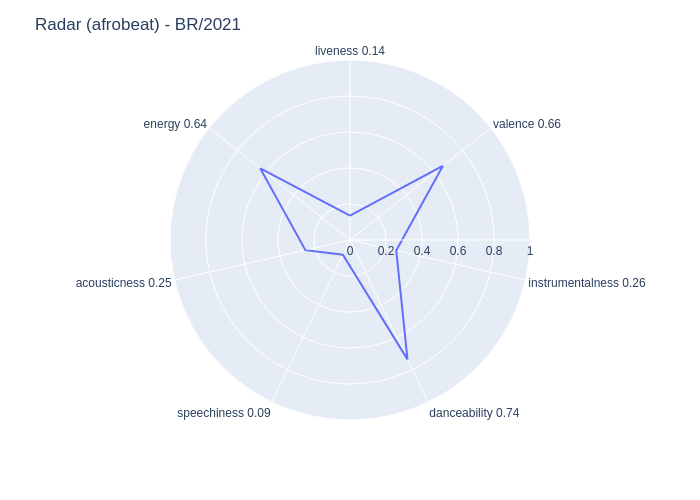 Radar (afrobeat) - BR/2021
liveness 0.14
energy 0.64
valence 0.66
0 0.2 0.4 0.6 0.8 1
acousticness 0.25
instrumentalness 0.26
speechiness 0.09
danceability 0.74